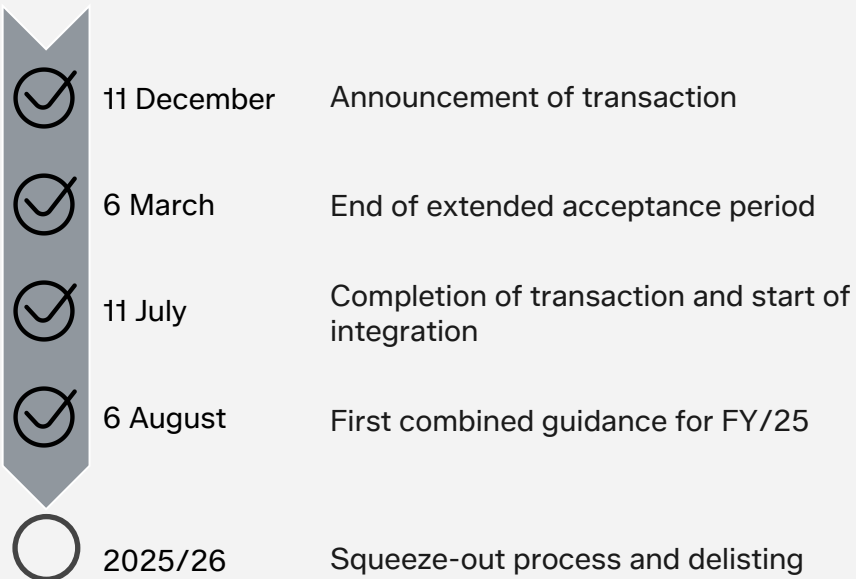 11 December Announcement of transaction
6 March End of extended acceptance period
11 July Completion of transaction and start of
integration
6 August First combined guidance for FY/25
2025/26 Squeeze-out process and delisting